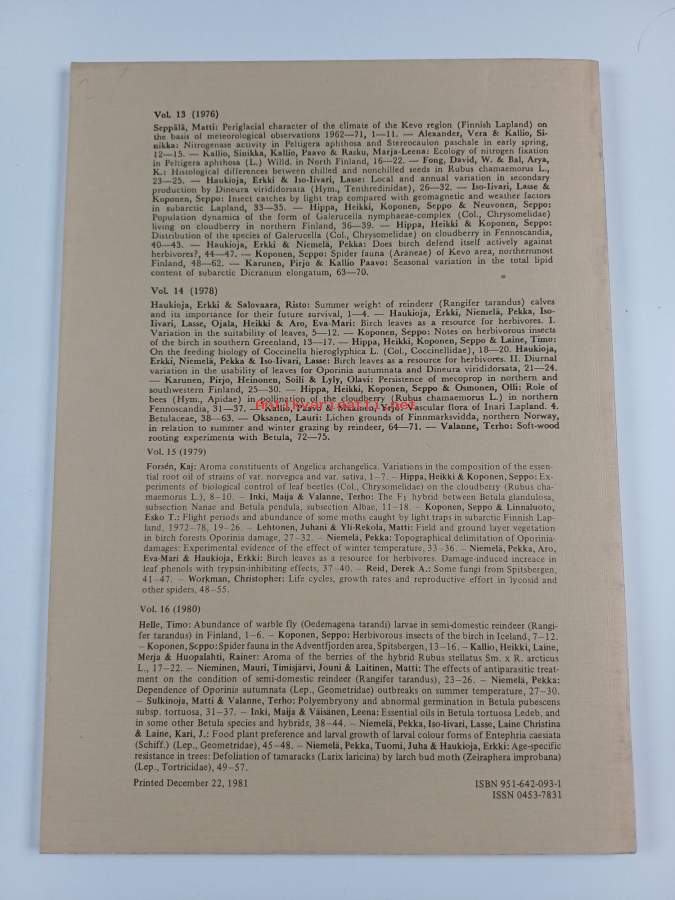 Vol. 13 (1976)
Seppälä, Matti: Periglacial character of the climate of the Kevo region (Finnish Lapland) on
the basis of meteorological observations 1962—71, 1—11. — Alexander, Vera & Kallio, Si-
nikka: Nitrogenase activity in Peltigera aphthosa and Stereocaulon paschale in early spring,
12—15. — Kallio, Sinikka, Kallio, Paavo & Rasku, Marja-Leena: Ecology of nitrogen fixation
in Peltigera aphthosa (L.) Willd. in North Finland, 16—22. — Fong, David, W. & Bal, Arya,
K.: Histological differences between chilled and nonchilled seeds in Rubus chamaemorus L.,
23—25. — Haukioja, Erkki & Iso-Iivari, Lasse: Local and annual variation in secondary
production by Dineura virididorsata (Hym., Tenthredinidae), 26—32. — Iso-Iivari, Lasse &
Koponen, Seppo: Insect catches by light trap compared with geomagnetic and weather factors
in subarctic Lapland, 33—35. — Hippa, Heikki, Koponen, Seppo & Neuvonen, Seppo:
Population dynamics of the form of Galerucella nymphaeae-complex (Col., Chrysomelidae)
living on cloudberry in northern Finland, 36—39. — Hippa, Heikki & Koponen, Seppo:
Distribution of the species of Galerucella (Col., Chrysomelidae) on cloudberry in Fennoscandia,
40—43. — Haukioja, Erkki & Niemelä, Pekka: Does birch defend itself actively against
herbivores?, 44—47. — Koponen, Seppo: Spider fauna (Araneae) of Kevo area, northernmost
Finland, 48—62. — Karunen, Pirjo & Kallio Paavo: Seasonal variation in the total lipid
content of subarctic Dicranum elongatum, 63—70.
Vol. 14 (1978)
Haukioja, Erkki & Salovaara, Risto: Summer weight of reindeer (Rangifer tarandus) calves
and its importance for their future survival, 1—4. — Haukioja, Erkki, Niemelä, Pekka, Iso-
Iivari, Lasse, Ojala, Heikki & Aro, Eva-Mari: Birch leaves as a resource for herbivores. I.
Variation in the suitability of leaves, 5—12. — Koponen, Seppo: Notes on herbivorous insects
of the birch in southern Greenland, 13—17. — Hippa, Heikki, Koponen, Seppo & Laine, Timo:
On the feeding biology of Coccinella hieroglyphica L. (Col., Coccinellidae), 18—20. Haukioja,
Erkki, Niemelä, Pekka & Iso-Iivari, Lasse: Birch leaves as a resource for herbivores. II. Diurnal
variation in the usability of leaves for Oporinia autumnata and Dineura virididorsata, 21—24.
— Karunen, Pirjo, Heinonen, Soili & Lyly, Olavi: Persistence of mecoprop in northern and
southwestern Finland, 25—30. — Hippa, Heikki, Koponen, Seppo & Osmonen, Olli: Role of
bees (Hym., Apidae) in pollination of the cloudberry (Rubus chamaemorus L.) in northern
Fennoscandia, 31—37. — Kallio, Paavo & Mäkinen, Yrjö: Vascular flora of Inari Lapland. 4.
Betulaceae, 38—63. — Oksanen, Lauri: Lichen grounds of Finnmarksvidda, northern Norway,
in relation to summer and winter grazing by reindeer, 64—71. — Valanne, Terho: Soft-wood
rooting experiments with Betula, 72—75.
Vol. 15 (1979)
Forsén, Kaj: Aroma constituents of Angelica archangelica. Variations in the composition of the essen-
tial root oil of strains of var. norvegica and var. sativa, 1–7. – Hippa, Heikki & Koponen, Seppo: Ex-
periments of biological control of leaf beetles (Col., Chrysomelidae) on the cloudberry (Rubus cha-
maemorus L.), 8–10. – Inki, Maija & Valanne, Terho: The F1 hybrid between Betula glandulosa,
subsection Nanae and Betula pendula, subsection Albae, 11–18. – Koponen, Seppo & Linnaluoto,
Esko T.: Flight periods and abundance of some moths caught by light traps in subarctic Finnish Lap-
land, 1972–78, 19–26. – Lehtonen, Juhani & Yli-Rekola, Matti: Field and ground layer vegetation
in birch forests Oporinia damage, 27–32. – Niemelä, Pekka: Topographical delimitation of Oporinia-
damages: Experimental evidence of the effect of winter temperature, 33–36. – Niemelä, Pekka, Aro,
Eva-Mari & Haukioja, Erkki: Birch leaves as a resource for herbivores. Damage-induced increase in
leaf phenols with trypsin-inhibiting effects, 37–40. – Reid, Derek A.: Some fungi from Spitsbergen,
41–47. – Workman, Christopher: Life cycles, growth rates and reproductive effort in lycosid and
other spiders, 48–55.
Vol. 16 (1980)
Helle, Timo: Abundance of warble fly (Oedemagena tarandi) larvae in semi-domestic reindeer (Rangi-
fer tarandus) in Finland, 1–6. – Koponen, Seppo: Herbivorous insects of the birch in Iceland, 7–12.
– Koponen, Seppo: Spider fauna in the Adventfjorden area, Spitsbergen, 13–16. – Kallio, Heikki, Laine,
Merja & Huopalahti, Rainer: Aroma of the berries of the hybrid Rubus stellatus Sm. x R. arcticus
L., 17–22. – Nieminen, Mauri, Timisjärvi, Jouni & Laitinen, Matti: The effects of antiparasitic treat-
ment on the condition of semi-domestic reindeer (Rangifer tarandus), 23–26. – Niemelä, Pekka:
Dependence of Oporinia autumnata (Lep., Geometridae) outbreaks on summer temperature, 27–30.
– Sulkinoja, Matti & Valanne, Terho: Polyembryony and abnormal germination in Betula pubescens
subsp. tortuosa, 31–37. – Inki, Maija & Väisänen, Leena: Essential oils in Betula tortuosa Ledeb. and
in some other Betula species and hybrids, 38–44. – Niemelä, Pekka, Iso-Iivari, Lasse, Laine Christina
& Laine, Kari, J.: Food plant preference and larval growth of larval colour forms of Entephria caesiata
(Schiff.) (Lep., Geometridae), 45–48. – Niemelä, Pekka, Tuomi, Juha & Haukioja, Erkki: Age-specific
resistance in trees: Defoliation of tamaracks (Larix laricina) by larch bud moth (Zeiraphera improbana)
(Lep., Tortricidae), 49–57.
Printed December 22, 1981
ISBN 951-642-093-1
ISSN 0453-7831